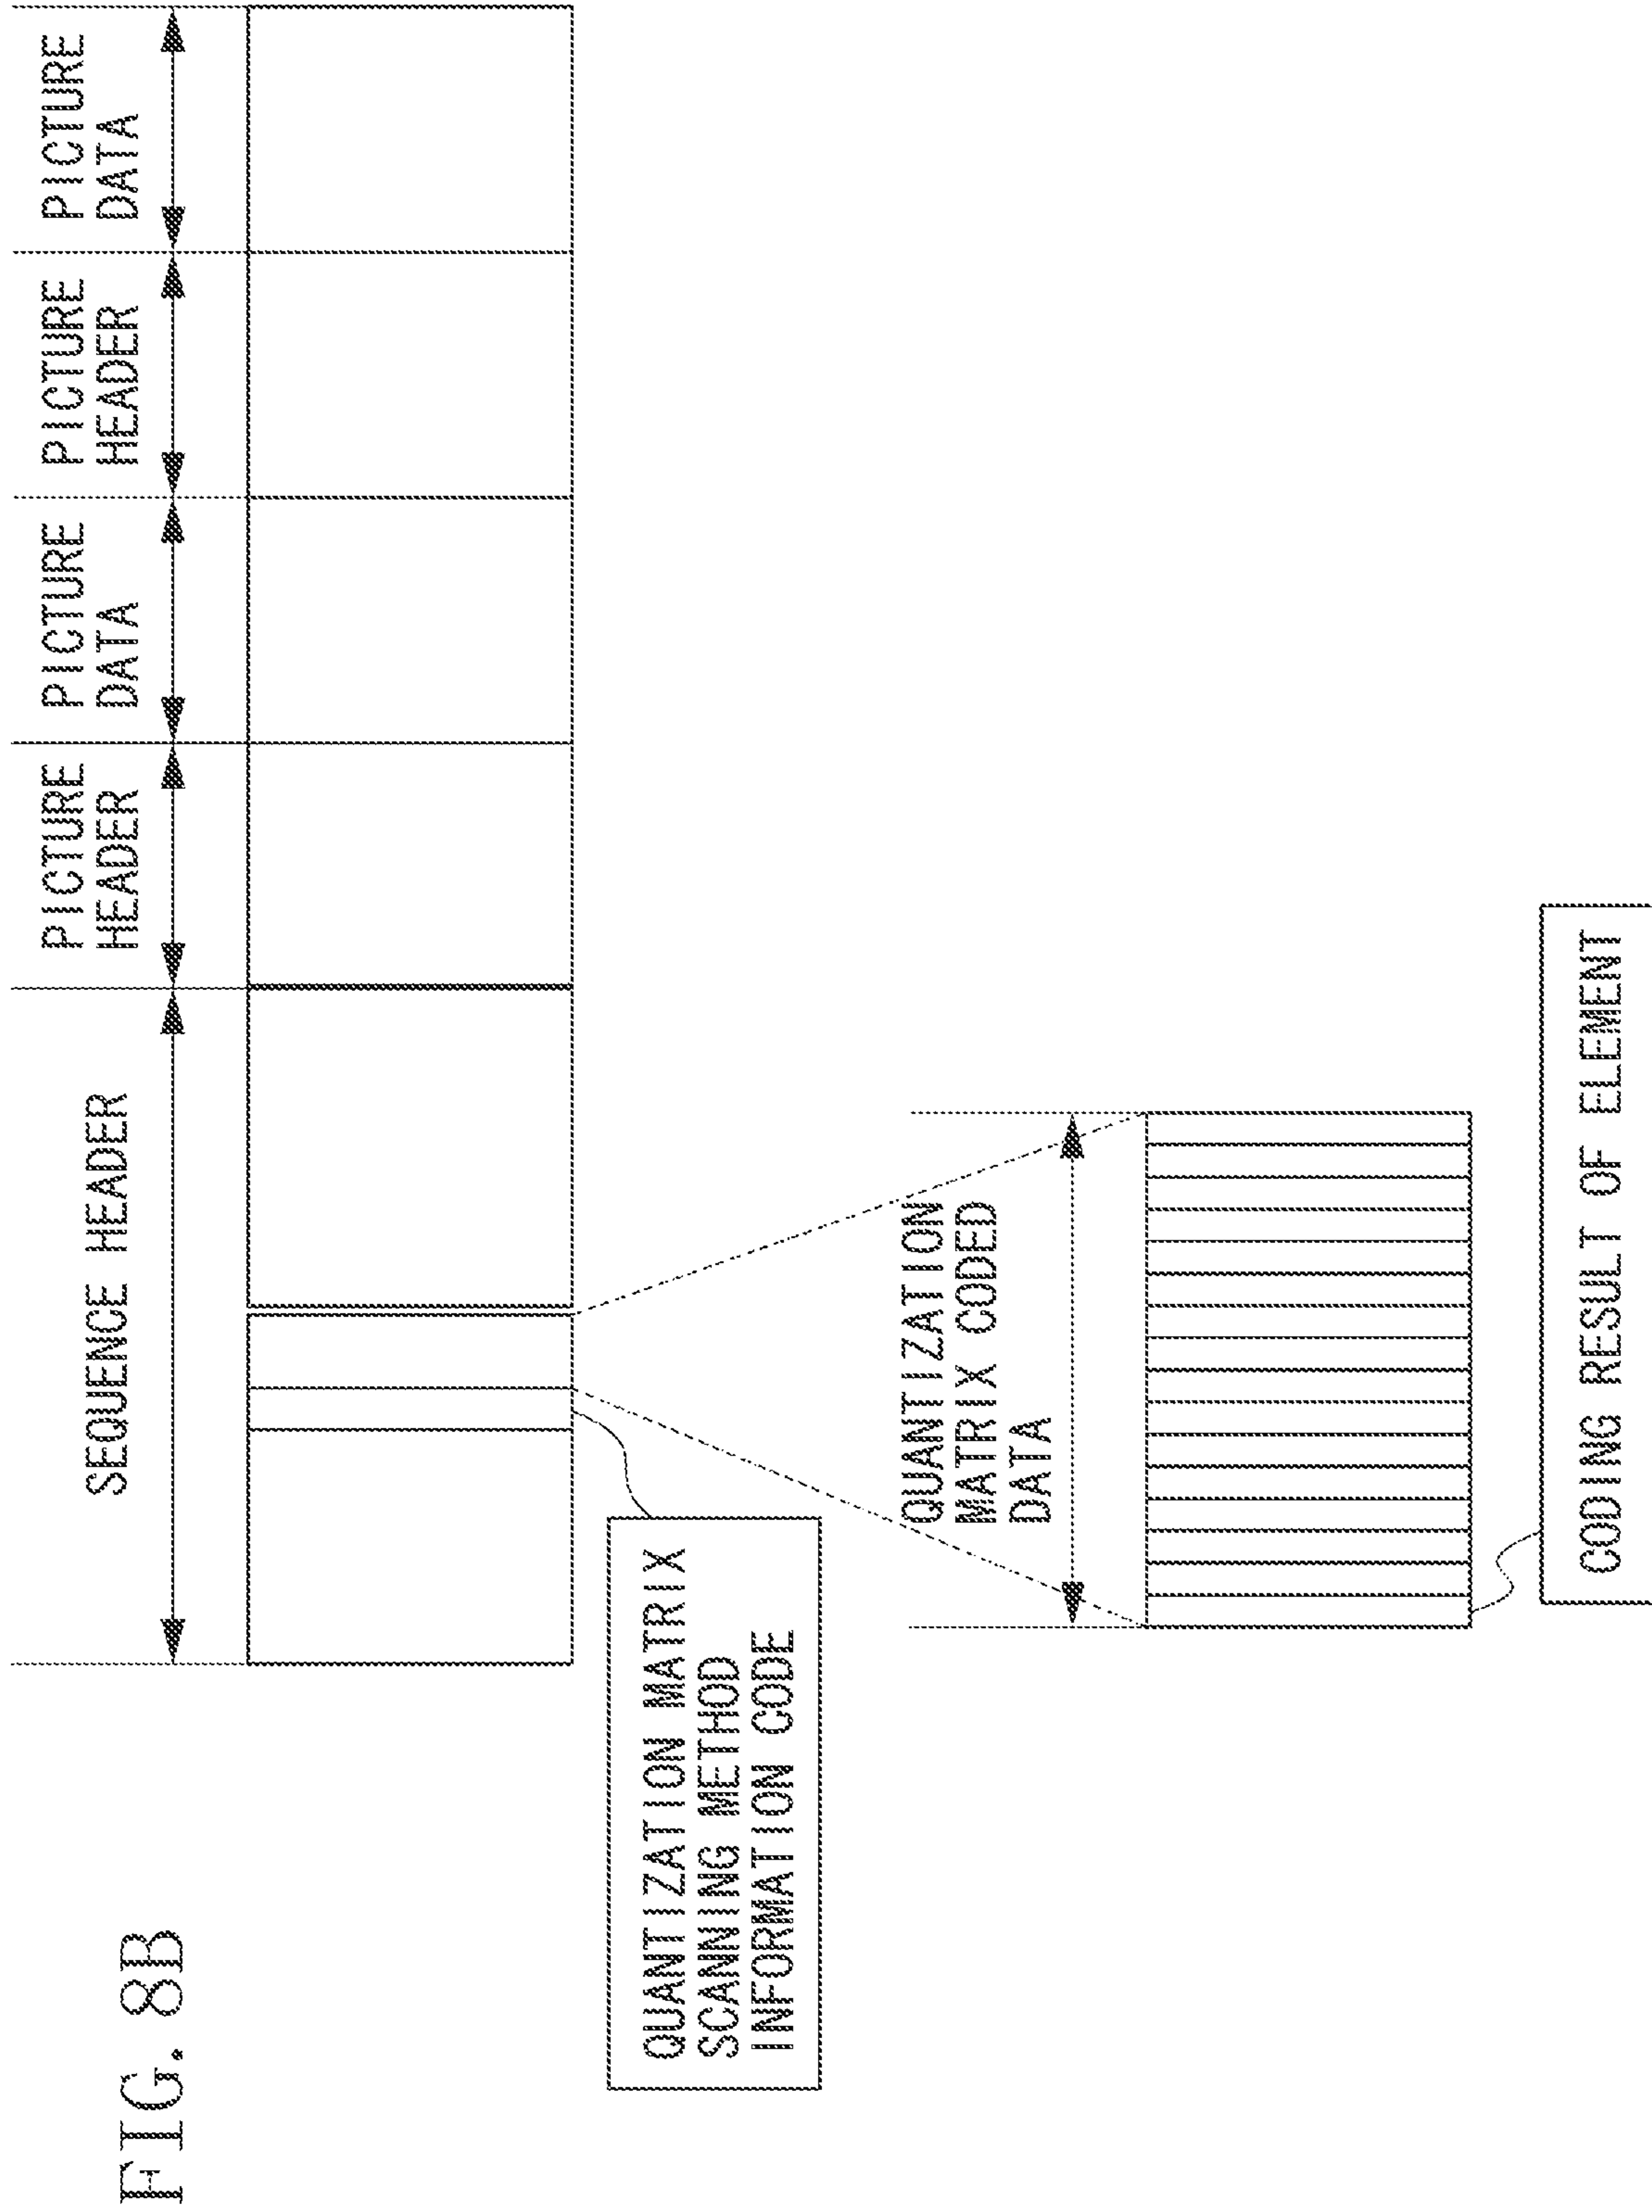 FIG. 8B
SEQUENCE HEADER
PICTURE
HEADER
PICTURE
DATA
PICTURE
HEADER
PICTURE
DATA
QUANTIZATION MATRIX
SCANNING METHOD
INFORMATION CODE
QUANTIZATION
MATRIX CODED
DATA
CODING RESULT OF ELEMENT